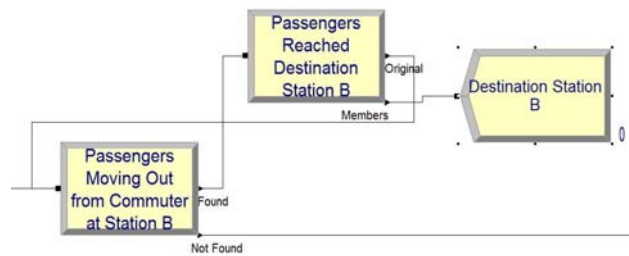 Passengers
Reached
Destination
Station B
Original
Members
Destination Station
B
0
Passengers
Moving Out
from Commuter
at Station B
Found
Not Found